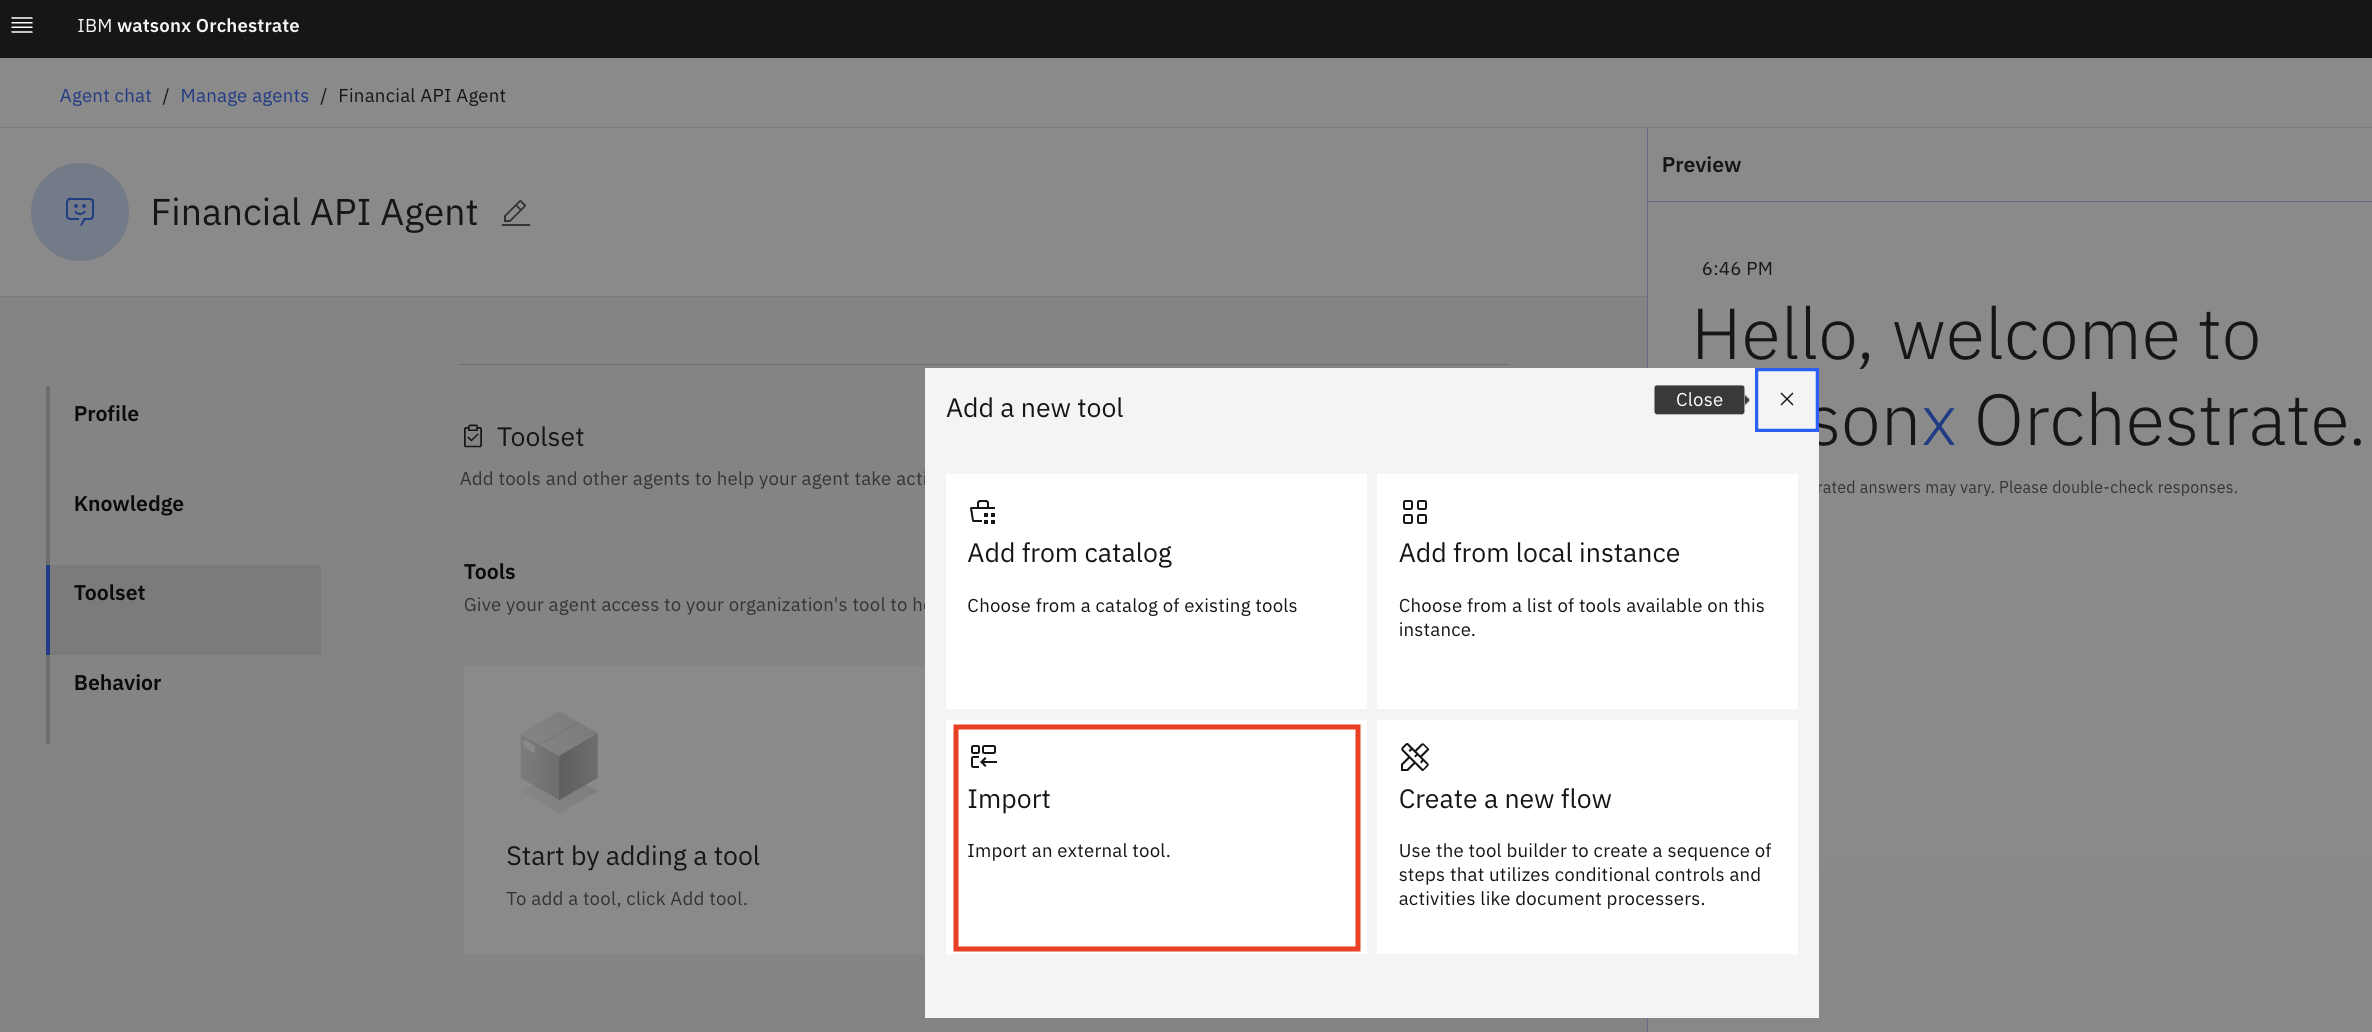 IBM watsonx Orchestrate
Agent chat / Manage agents / Financial API Agent
Financial API Agent
Profile
Knowledge
Toolset
Behavior
Toolset
Add tools and other agents to help your agent take acti
Tools
Give your agent access to your organization's tool to h
Start by adding a tool
To add a tool, click Add tool.
Add a new tool
Close
Add from catalog
Choose from a catalog of existing tools
Add from local instance
Choose from a list of tools available on this
instance.
Import
Import an external tool.
Create a new flow
Use the tool builder to create a sequence of
steps that utilizes conditional controls and
activities like document processers.
Preview
6:46 PM
Hello, welcome to
sonx Orchestrate.
rated answers may vary. Please double-check responses.